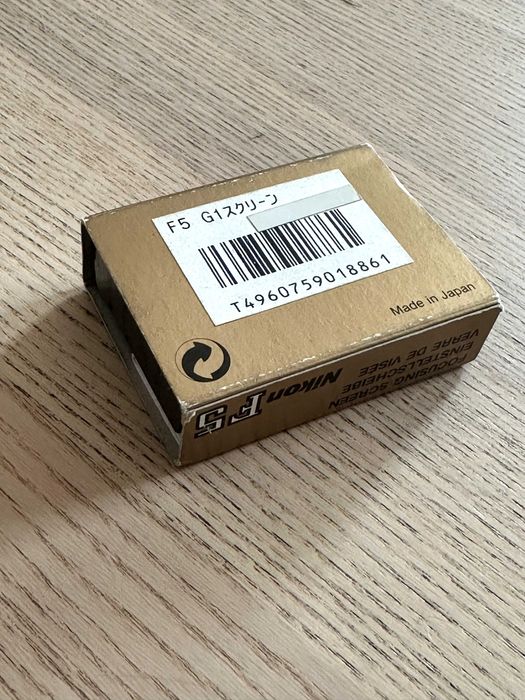 F5 G1スクリーン
T4960759018861
Made in Japan
Nikon F5
FOCUSING SCREEN
EINSTELLSCHEIBE
VERRE DE VISEE